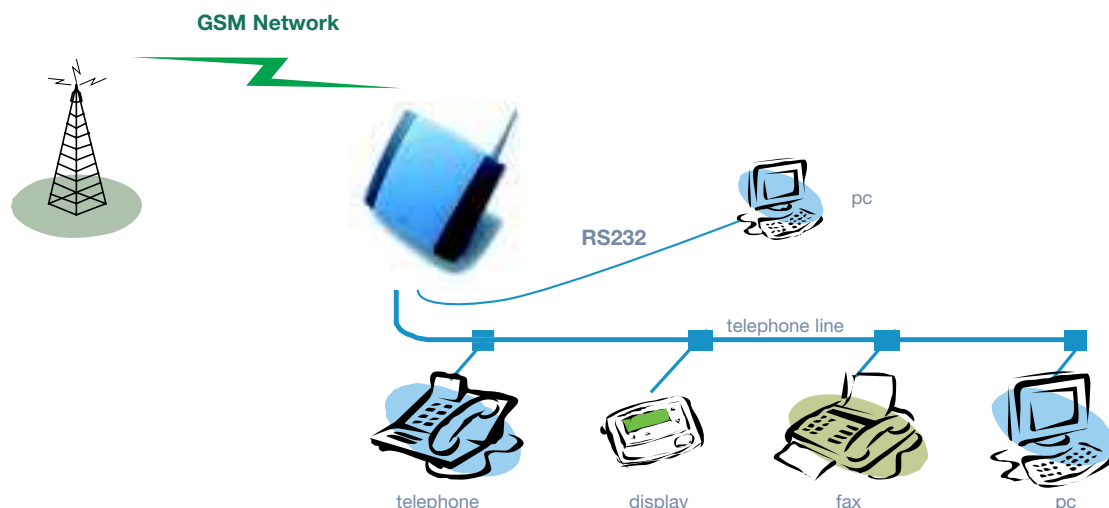 GSM Network
pc
RS232
telephone line
telephone
display
fax
pc